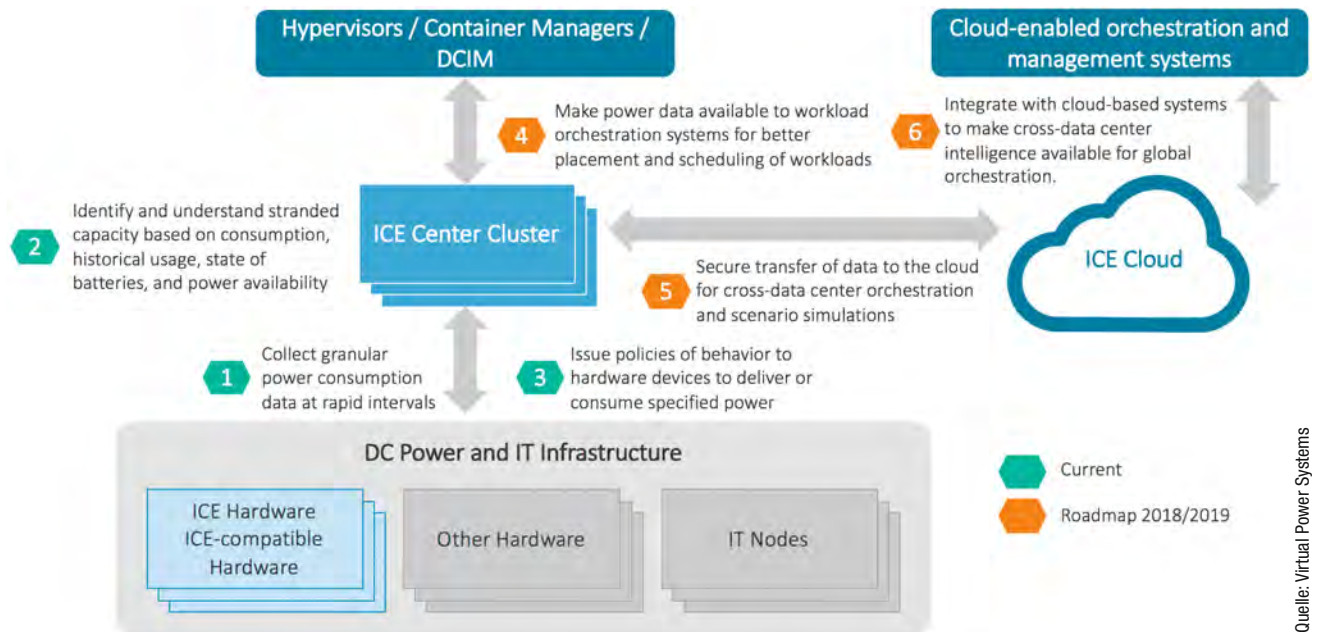 Hypervisors / Container Managers /
DCIM
Cloud-enabled orchestration and
management systems
4
Make power data available to workload
orchestration systems for better
placement and scheduling of workloads
6
Integrate with cloud-based systems
to make cross-data center
intelligence available for global
orchestration.
2
Identify and understand stranded
capacity based on consumption,
historical usage, state of
batteries, and power availability
ICE Center Cluster
ICE Cloud
5
Secure transfer of data to the cloud
for cross-data center orchestration
and scenario simulations
1
Collect granular
power consumption
data at rapid intervals
3
Issue policies of behavior to
hardware devices to deliver or
consume specified power
DC Power and IT Infrastructure
ICE Hardware
ICE-compatible
Hardware
Other Hardware
IT Nodes
Current
Roadmap 2018/2019
Quelle: Virtual Power Systems